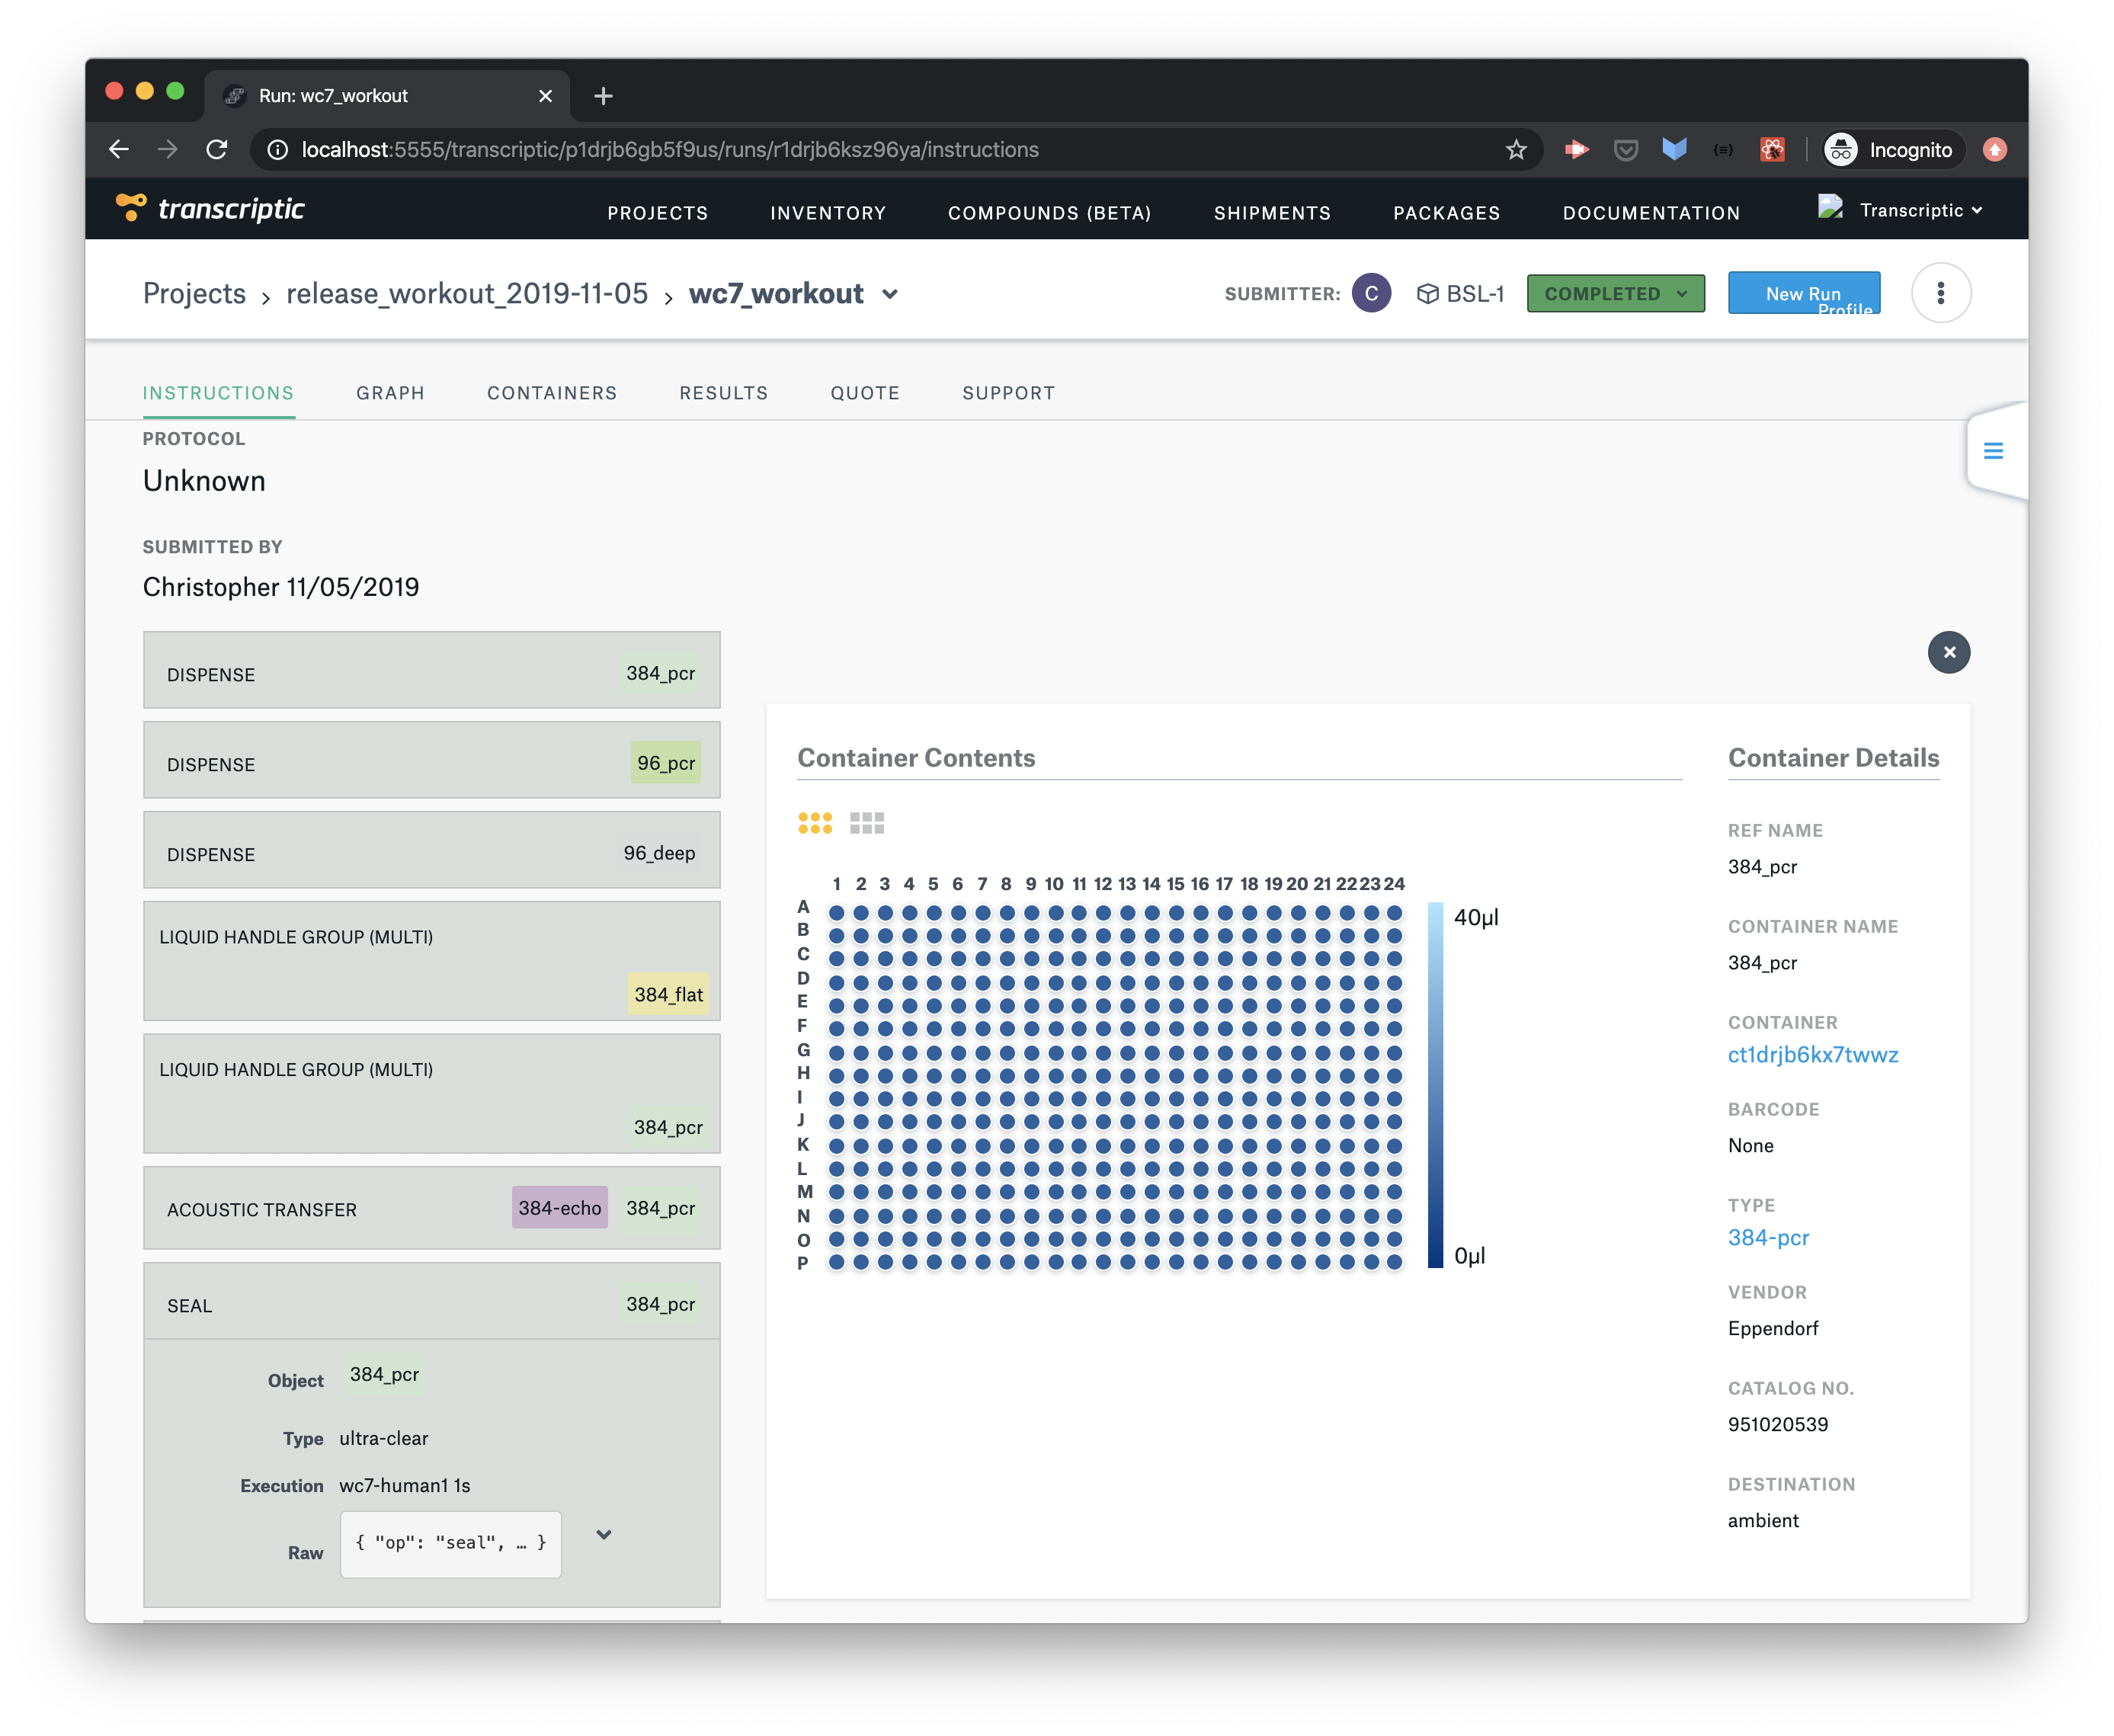 Run: wc7_workout
localhost:5555/transcriptic/p1drjb6gb5f9us/runs/r1drjb6ksz96ya/instructions
Incognito
transcriptic
PROJECTS
INVENTORY
COMPOUNDS (BETA)
SHIPMENTS
PACKAGES
DOCUMENTATION
Transcriptic
Projects › release_workout_2019-11-05 › wc7_workout
SUBMITTER: C
BSL-1
COMPLETED
New Run
Profile
INSTRUCTIONS
GRAPH
CONTAINERS
RESULTS
QUOTE
SUPPORT
PROTOCOL
Unknown
SUBMITTED BY
Christopher 11/05/2019
DISPENSE 384_pcr
DISPENSE 96_pcr
DISPENSE 96_deep
LIQUID HANDLE GROUP (MULTI)
384_flat
LIQUID HANDLE GROUP (MULTI)
384_pcr
ACOUSTIC TRANSFER 384-echo 384_pcr
SEAL 384_pcr
Object 384_pcr
Type ultra-clear
Execution wc7-human1 1s
Raw { "op": "seal", … }
Container Contents
1 2 3 4 5 6 7 8 9 10 11 12 13 14 15 16 17 18 19 20 21 22 23 24
A
B
C
D
E
F
G
H
I
J
K
L
M
N
O
P
40µl
0µl
Container Details
REF NAME
384_pcr
CONTAINER NAME
384_pcr
CONTAINER
ct1drjb6kx7twwz
BARCODE
None
TYPE
384-pcr
VENDOR
Eppendorf
CATALOG NO.
951020539
DESTINATION
ambient